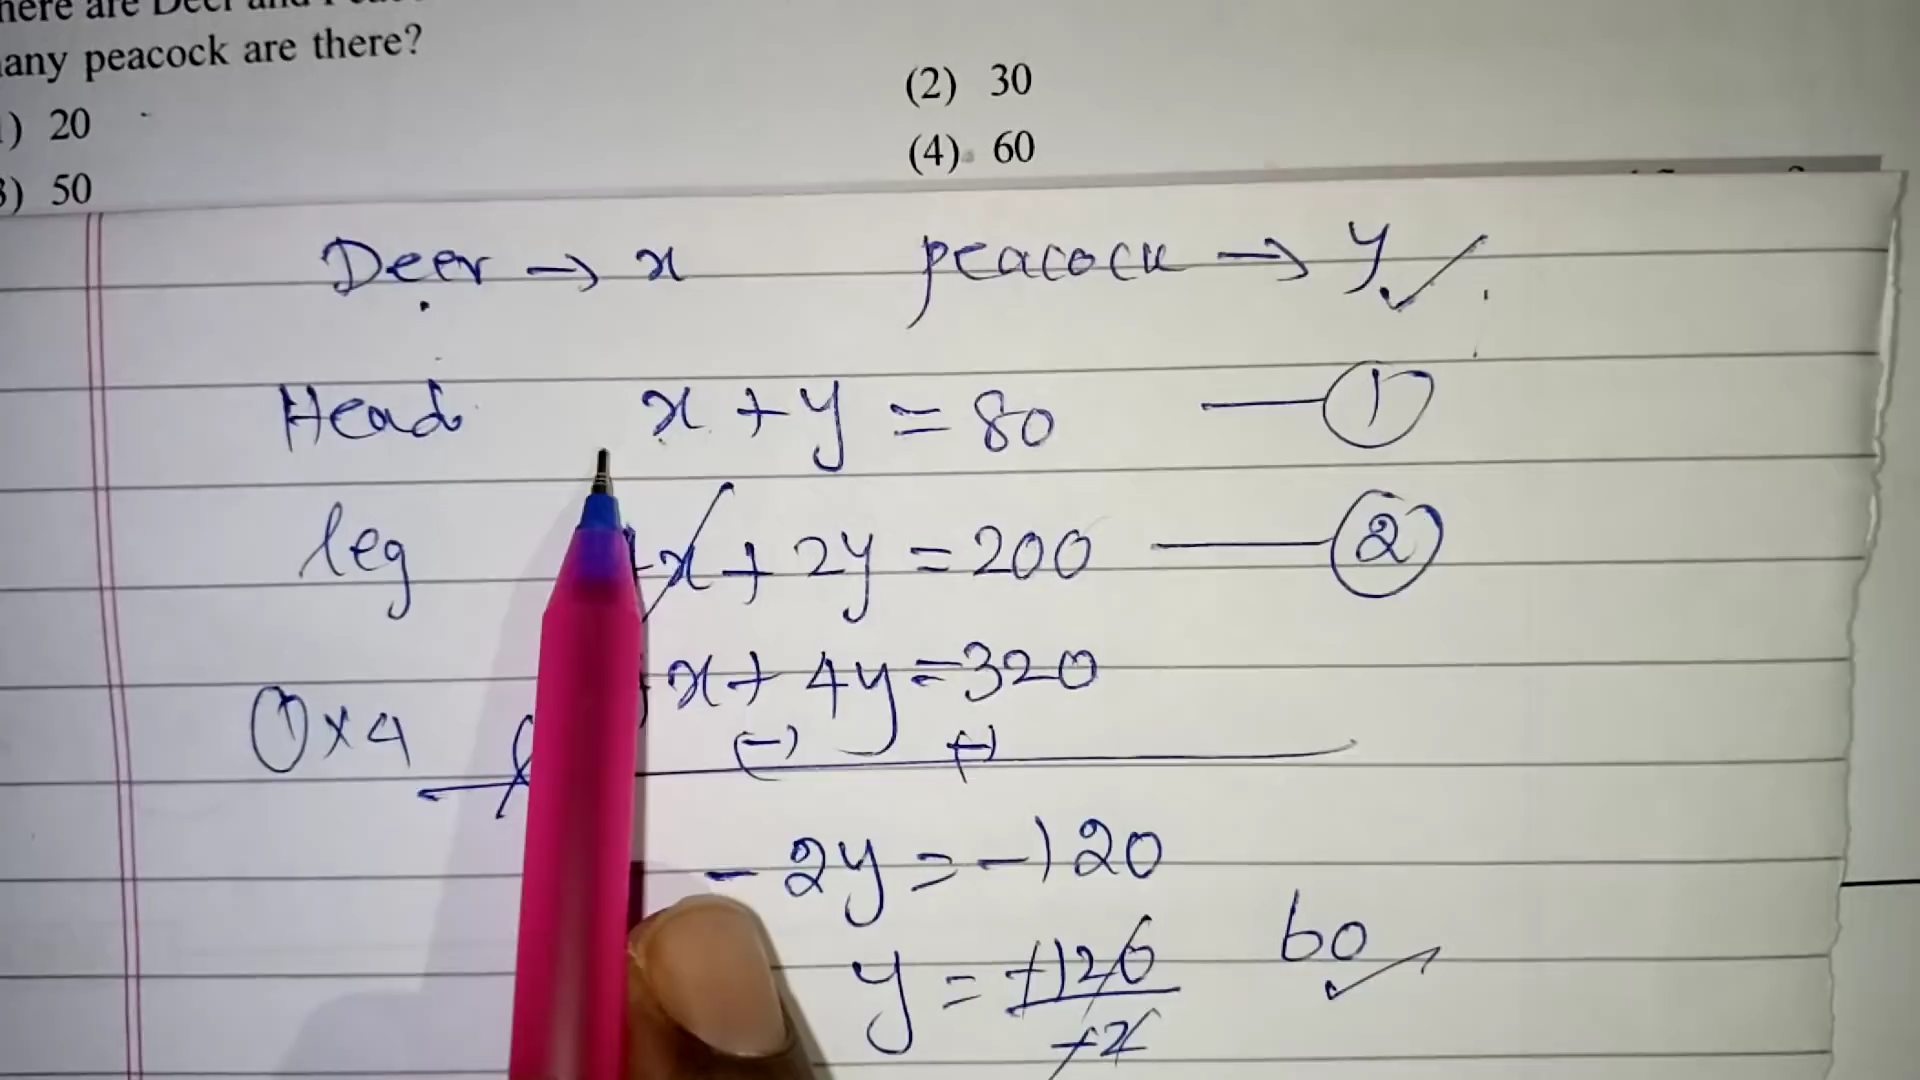 any peacock are there?
) 20
(2) 30
) 50
(4) 60
Deer → x peacock → y ✓
Head x + y = 80 — ①
leg x + 2y = 200 — ②
① × 4 x + 4y = 320
(-) (-)
- 2y = -120
y = -120 / -2 60 ✓